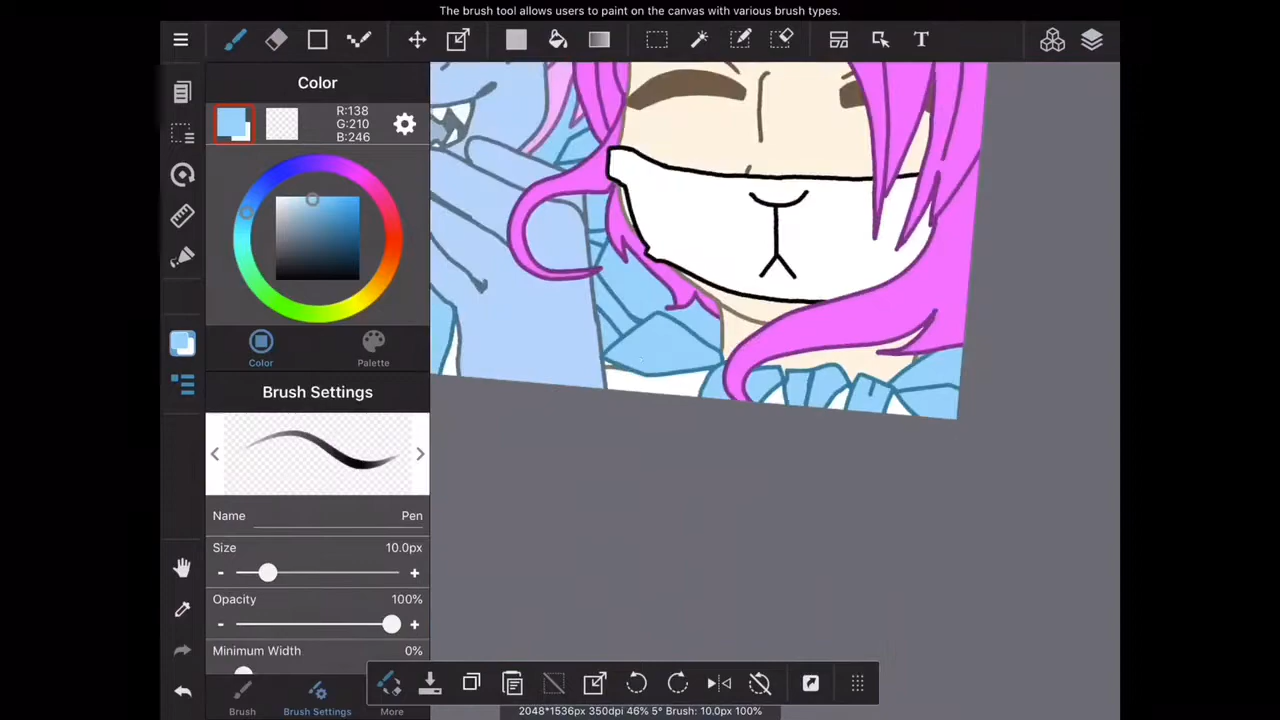 The brush tool allows users to paint on the canvas with various brush types.
T
Color
R:138
G:210
B:246
Color
Palette
Brush Settings
Name
Pen
Size
10.0px
-
+
Opacity
100%
-
+
Minimum Width
0%
Brush
Brush Settings
More
2048*1536px 350dpi 46% 5° Brush: 10.0px 100%